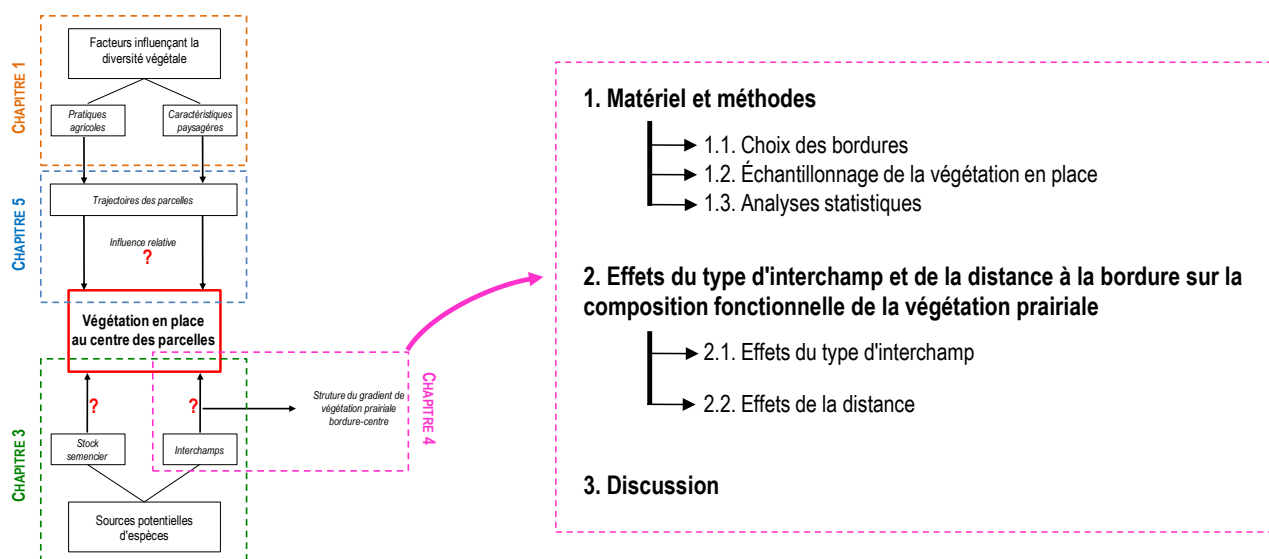 CHAPITRE 1
Facteurs influençant la
diversité végétale
Pratiques
agricoles
Caractéristiques
paysagères
CHAPITRE 5
Trajectoires des parcelles
Influence relative
?
Végétation en place
au centre des parcelles
CHAPITRE 3
?
?
Struture du gradient de
végétation prairiale
bordure-centre
CHAPITRE 4
Stock
semencier
Interchamps
Sources potentielles
d'espèces
1. Matériel et méthodes
1.1. Choix des bordures
1.2. Échantillonnage de la végétation en place
1.3. Analyses statistiques
2. Effets du type d'interchamp et de la distance à la bordure sur la
composition fonctionnelle de la végétation prairiale
2.1. Effets du type d'interchamp
2.2. Effets de la distance
3. Discussion